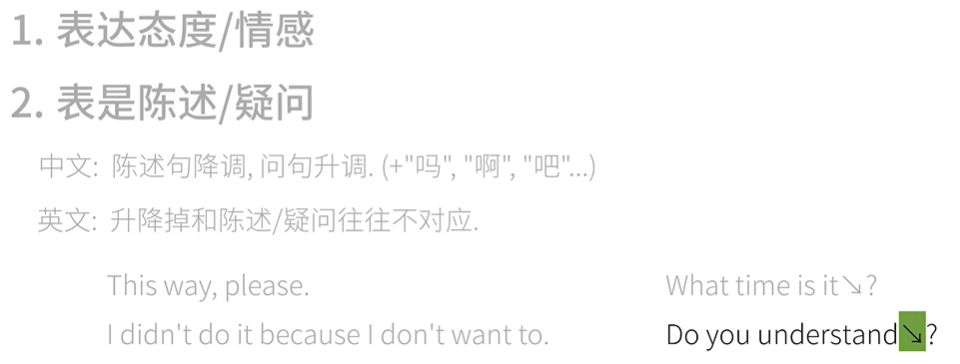 1. 表达态度/情感
2. 表是陈述/疑问
中文: 陈述句降调, 问句升调. (+"吗", "啊", "吧"...)
英文: 升降掉和陈述/疑问往往不对应.
This way, please.
What time is it↘?
I didn't do it because I don't want to.
Do you understand↘?